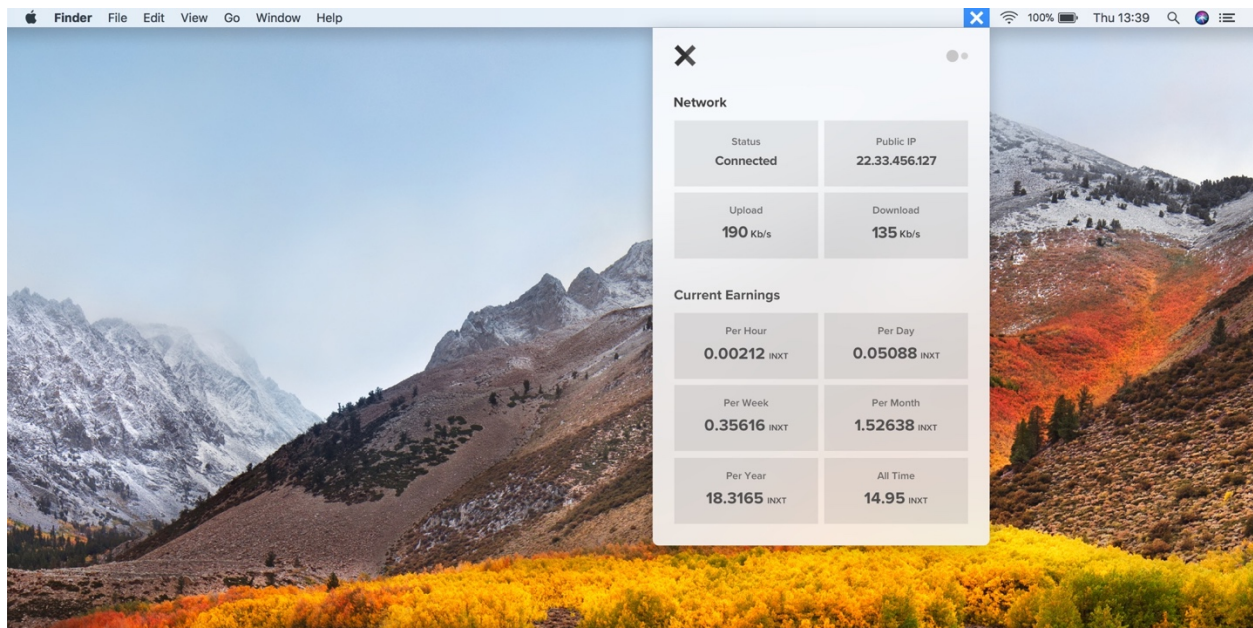 Finder File Edit View Go Window Help 100% Thu 13:39
Network
Status
Connected
Public IP
22.33.456.127
Upload
190 Kb/s
Download
135 Kb/s
Current Earnings
Per Hour
0.00212 INXT
Per Day
0.05088 INXT
Per Week
0.35616 INXT
Per Month
1.52638 INXT
Per Year
18.3165 INXT
All Time
14.95 INXT